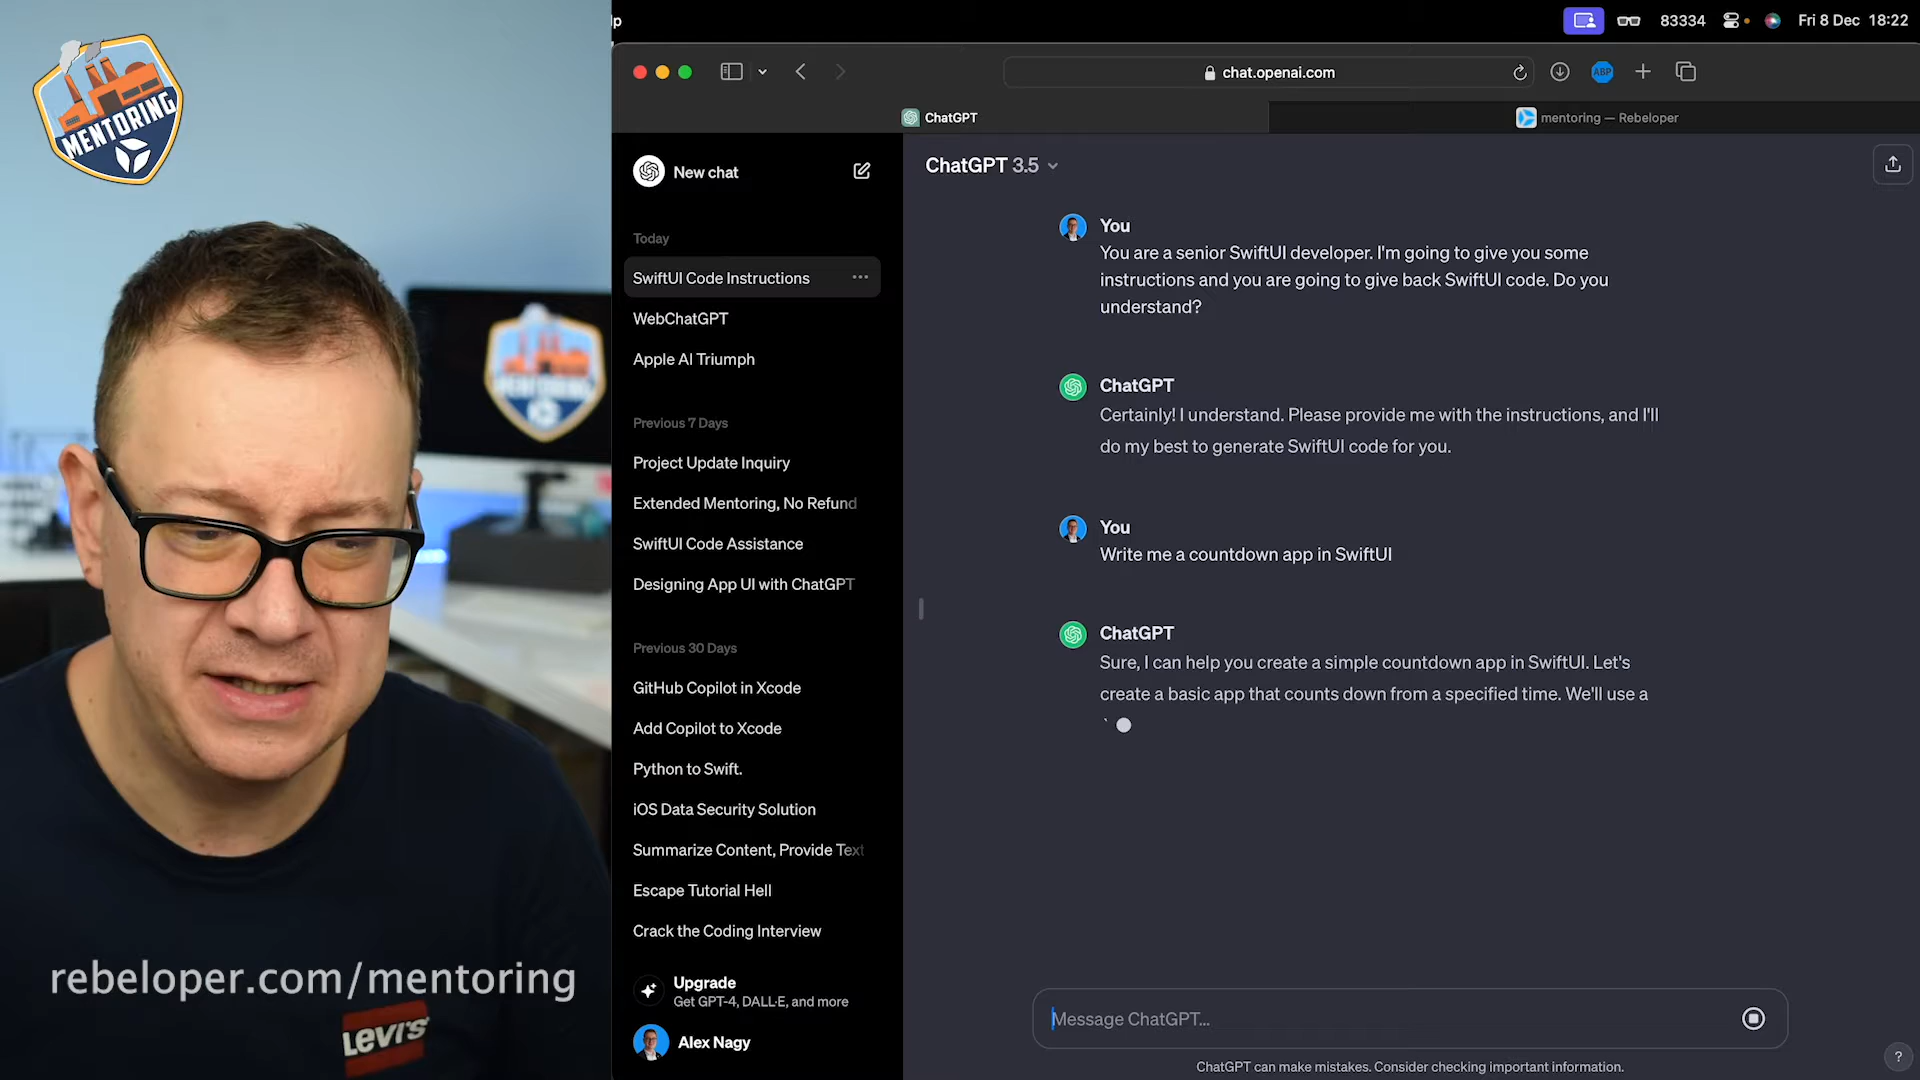 MENTORING
MENTORING
rebeloper.com/mentoring
LEVI'S
lp
83334
Fri 8 Dec 18:22
chat.openai.com
ABP
ChatGPT
mentoring — Rebeloper
New chat
Today
SwiftUI Code Instructions
WebChatGPT
Apple AI Triumph
Previous 7 Days
Project Update Inquiry
Extended Mentoring, No Refund
SwiftUI Code Assistance
Designing App UI with ChatGPT
Previous 30 Days
GitHub Copilot in Xcode
Add Copilot to Xcode
Python to Swift.
iOS Data Security Solution
Summarize Content, Provide Text
Escape Tutorial Hell
Crack the Coding Interview
Upgrade
Get GPT-4, DALL·E, and more
Alex Nagy
ChatGPT 3.5
You
You are a senior SwiftUI developer. I'm going to give you some
instructions and you are going to give back SwiftUI code. Do you
understand?
ChatGPT
Certainly! I understand. Please provide me with the instructions, and I'll
do my best to generate SwiftUI code for you.
You
Write me a countdown app in SwiftUI
ChatGPT
Sure, I can help you create a simple countdown app in SwiftUI. Let's
create a basic app that counts down from a specified time. We'll use a
`
Message ChatGPT...
ChatGPT can make mistakes. Consider checking important information.
?